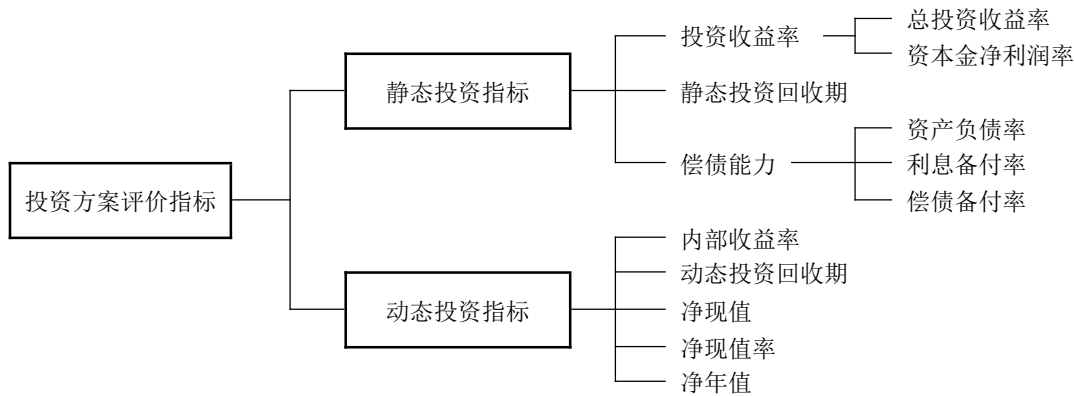 投资方案评价指标
静态投资指标
投资收益率
总投资收益率
资本金净利润率
静态投资回收期
偿债能力
资产负债率
利息备付率
偿债备付率
动态投资指标
内部收益率
动态投资回收期
净现值
净现值率
净年值